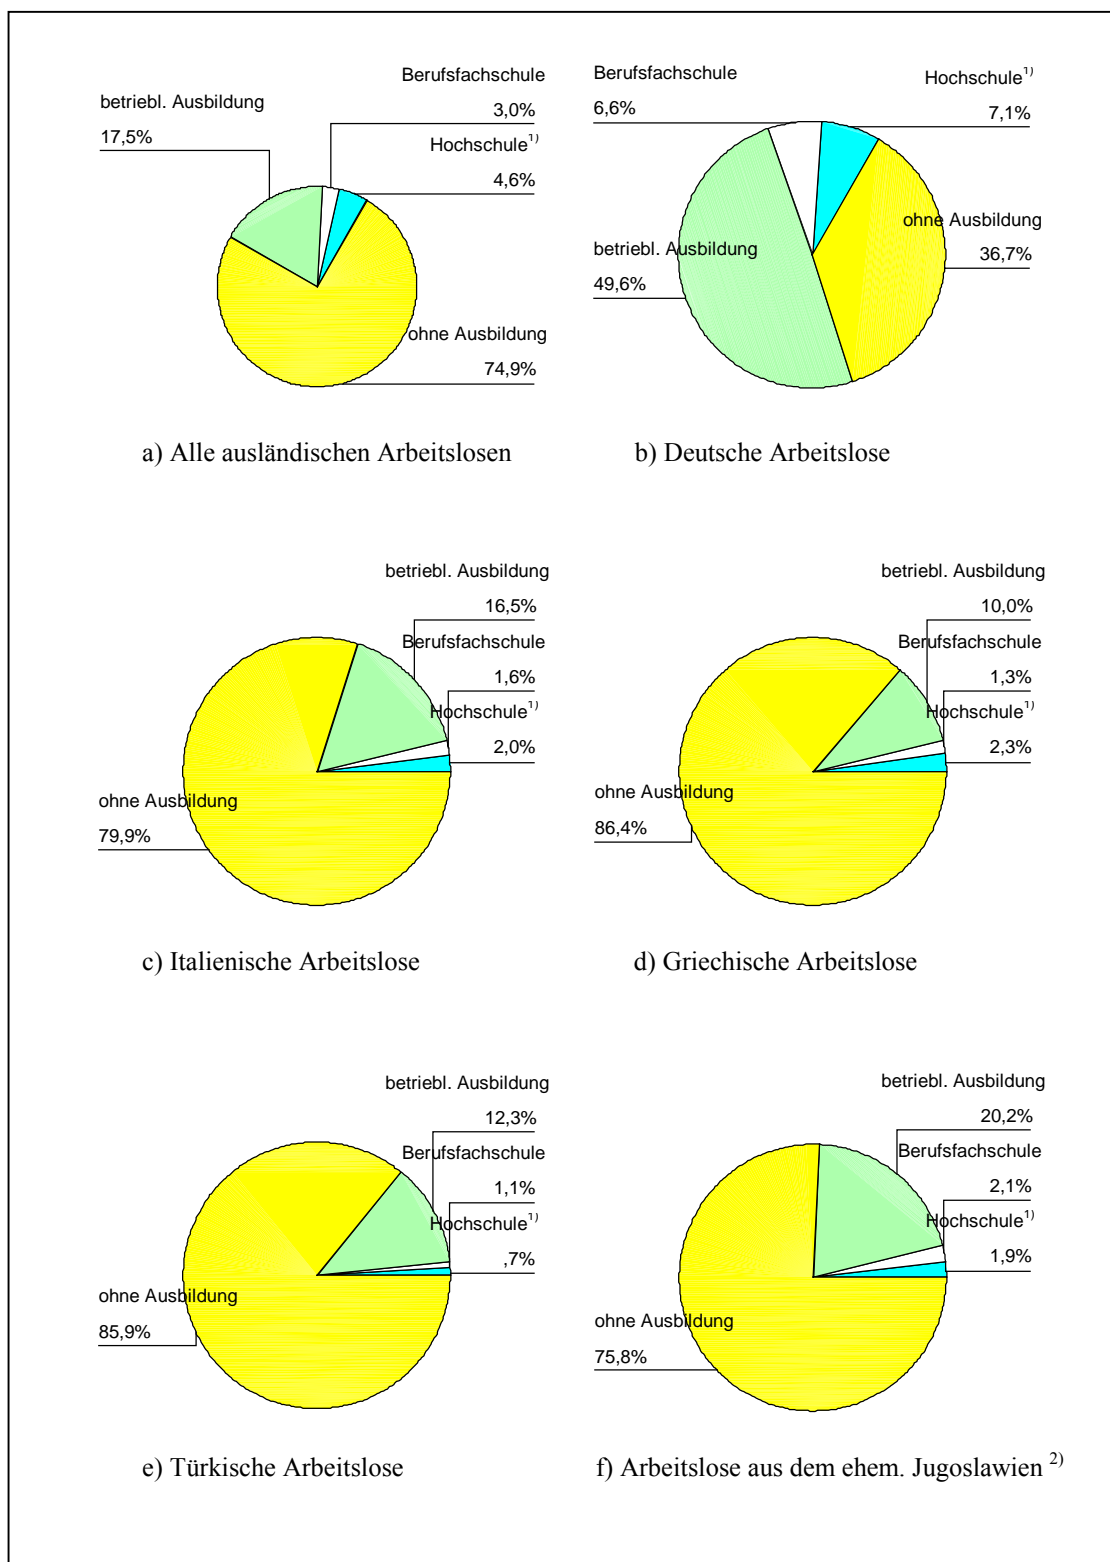 Berufsfachschule
3,0%
betriebl. Ausbildung
17,5%
Hochschule¹⁾
4,6%
ohne Ausbildung
74,9%
a) Alle ausländischen Arbeitslosen
Berufsfachschule
6,6%
Hochschule¹⁾
7,1%
ohne Ausbildung
36,7%
betriebl. Ausbildung
49,6%
b) Deutsche Arbeitslose
betriebl. Ausbildung
16,5%
Berufsfachschule
1,6%
Hochschule¹⁾
2,0%
ohne Ausbildung
79,9%
c) Italienische Arbeitslose
betriebl. Ausbildung
10,0%
Berufsfachschule
1,3%
Hochschule¹⁾
2,3%
ohne Ausbildung
86,4%
d) Griechische Arbeitslose
betriebl. Ausbildung
12,3%
Berufsfachschule
1,1%
Hochschule¹⁾
,7%
ohne Ausbildung
85,9%
e) Türkische Arbeitslose
betriebl. Ausbildung
20,2%
Berufsfachschule
2,1%
Hochschule¹⁾
1,9%
ohne Ausbildung
75,8%
f) Arbeitslose aus dem ehem. Jugoslawien ²⁾